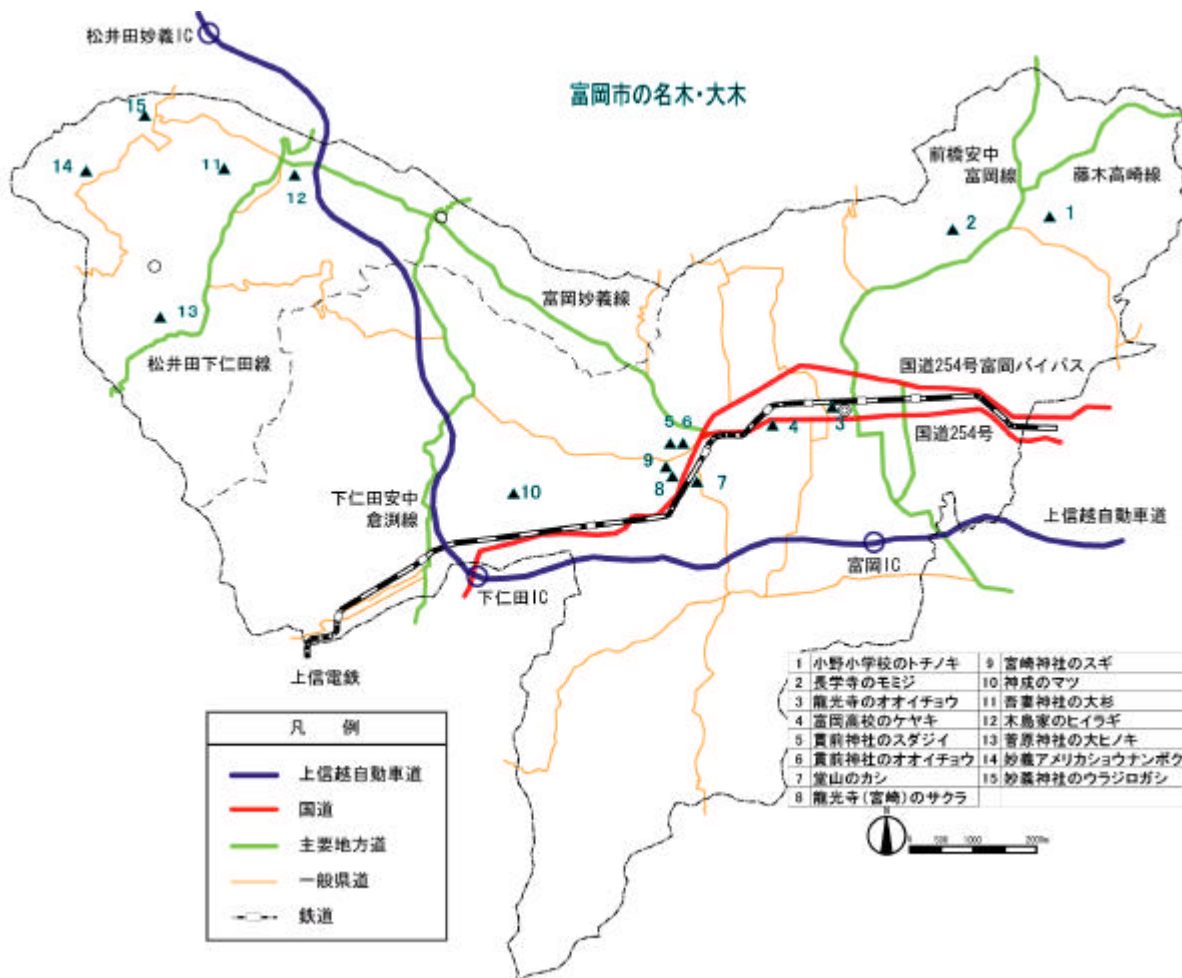 松井田妙義IC
富岡市の名木・大木
15
14
11
12
前橋安中
富岡線
藤木高崎線
2
1
13
富岡妙義線
松井田下仁田線
国道254号富岡バイパス
5 6
4
3
国道254号
9
8
7
10
下仁田安中
倉渕線
上信越自動車道
富岡IC
下仁田IC
上信電鉄
凡 例
上信越自動車道
国道
主要地方道
一般県道
鉄道
1 小野小学校のトチノキ 9 宮崎神社のスギ
2 長学寺のモミジ 10 神成のマツ
3 龍光寺のオオイチョウ 11 吾妻神社の大杉
4 富岡高校のケヤキ 12 木島家のヒイラギ
5 貫前神社のスダジイ 13 菅原神社の大ヒノキ
6 貫前神社のオオイチョウ 14 妙義アメリカショウナンボク
7 堂山のカシ 15 妙義神社のウラジロガシ
8 龍光寺(宮崎)のサクラ
N
500 1000 2000m